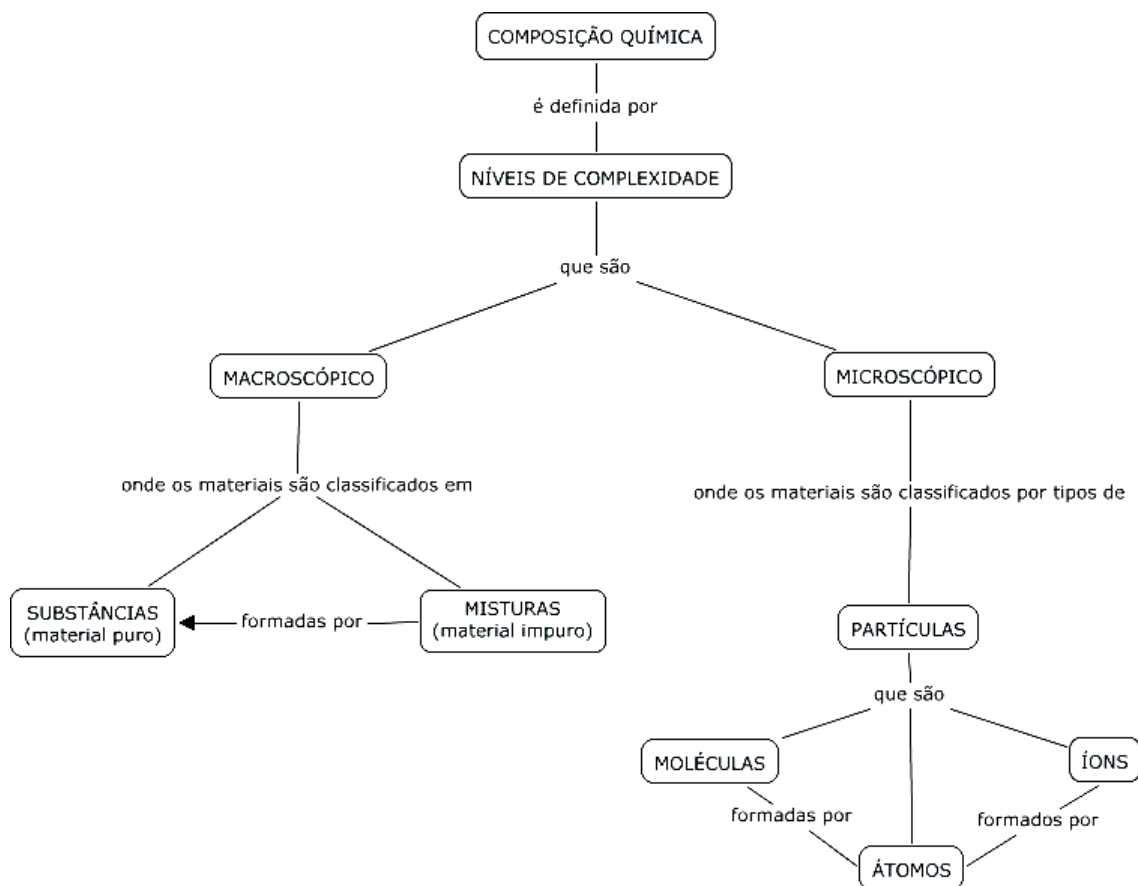 COMPOSIÇÃO QUÍMICA
é definida por
NÍVEIS DE COMPLEXIDADE
que são
MACROSCÓPICO
MICROSCÓPICO
onde os materiais são classificados em
onde os materiais são classificados por tipos de
SUBSTÂNCIAS
(material puro)
formadas por
MISTURAS
(material impuro)
PARTÍCULAS
que são
MOLÉCULAS
ÍONS
formadas por
formados por
ÁTOMOS